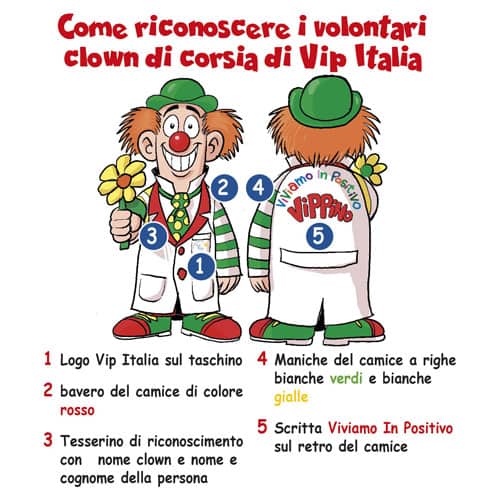 Come riconoscere i volontari
clown di corsia di Vip Italia
2
4
Viviamo In Positivo
VIPPINO
3
5
1
1 Logo Vip Italia sul taschino
2 bavero del camice di colore
rosso
3 Tesserino di riconoscimento
con nome clown e nome e
cognome della persona
4 Maniche del camice a righe
bianche verdi e bianche
gialle
5 Scritta Viviamo In Positivo
sul retro del camice